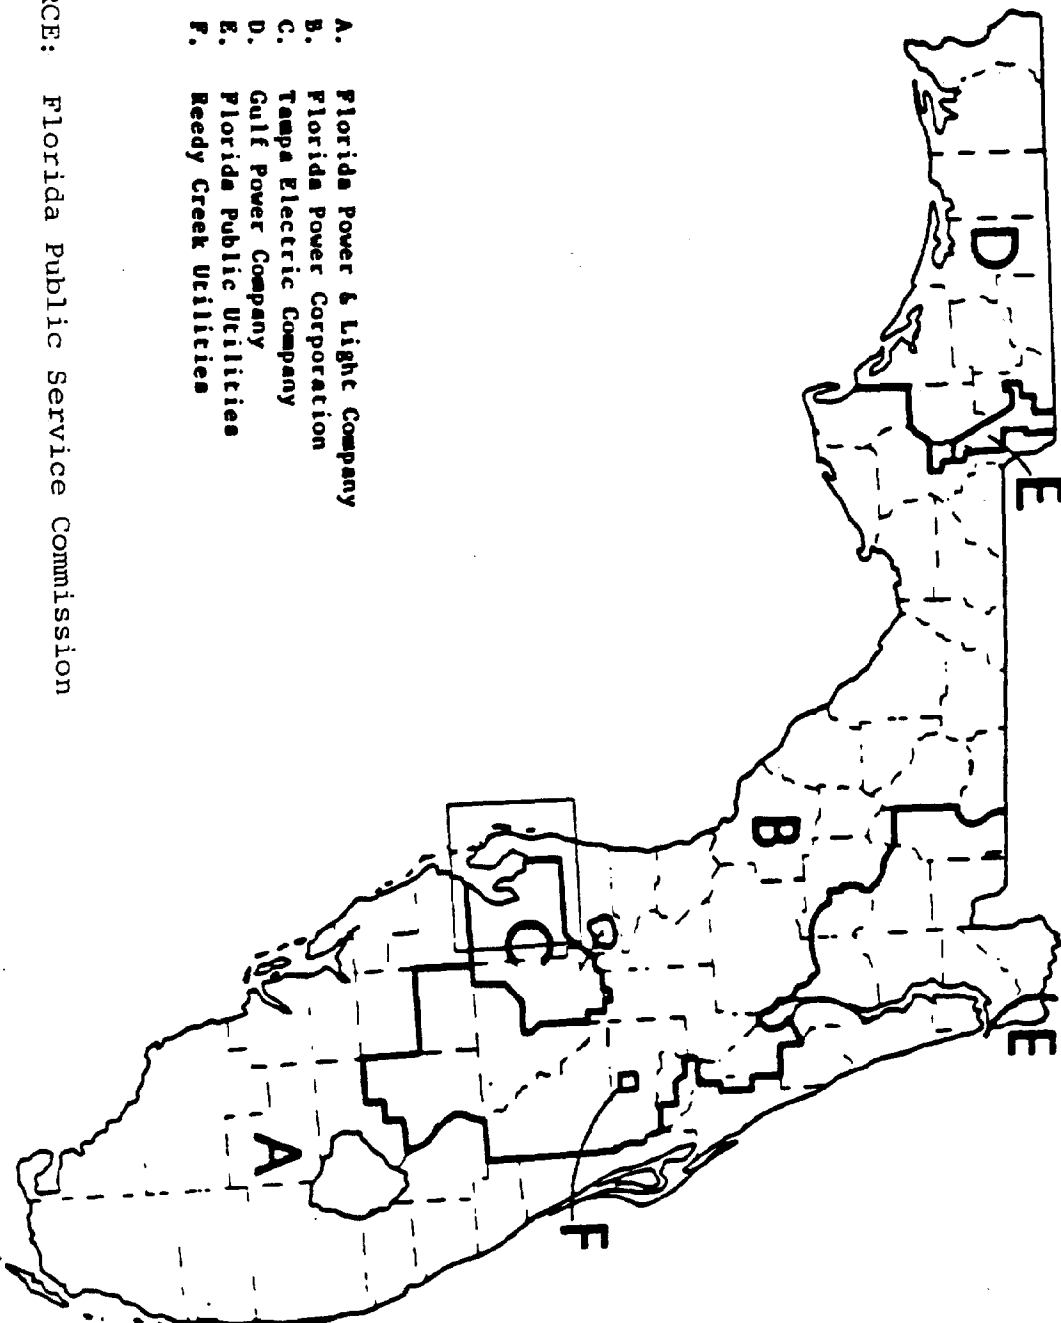 D
E
B
C
E
A
F
A. Florida Power & Light Company
B. Florida Power Corporation
C. Tampa Electric Company
D. Gulf Power Company
E. Florida Public Utilities
F. Reedy Creek Utilities
RCE: Florida Public Service Commission